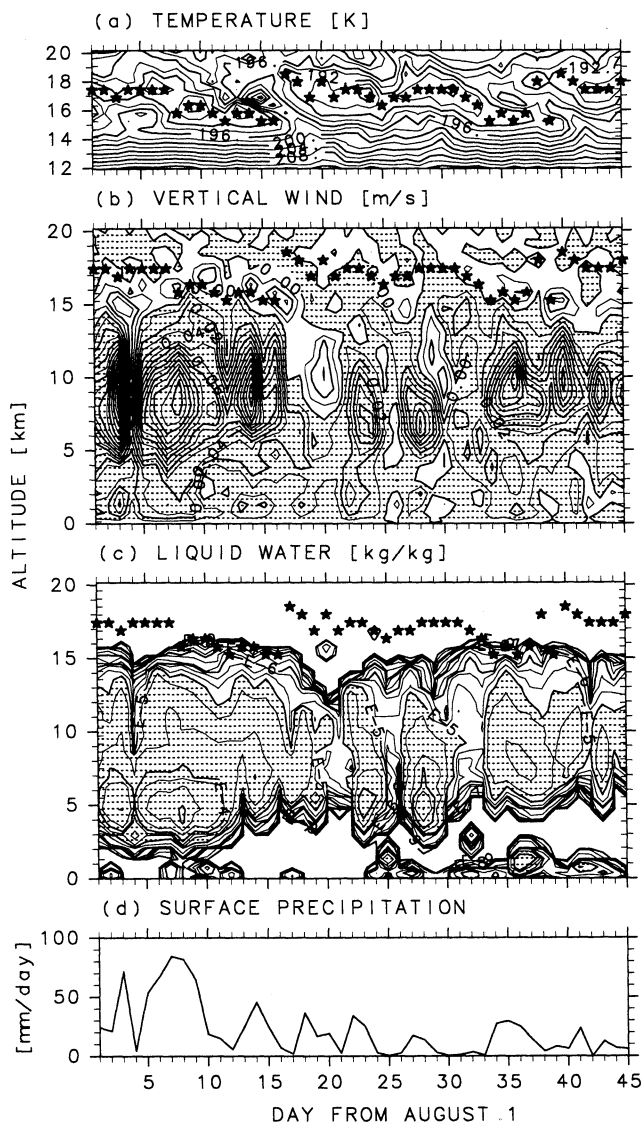 (a) TEMPERATURE [K]
20
18
16
14
12
196.
192
192.
196.
196.
200.
204.
208.
(b) VERTICAL WIND [m/s]
20
15
10
5
0
ALTITUDE [km]
(c) LIQUID WATER [kg/kg]
20
15
10
5
0
E-5
(d) SURFACE PRECIPITATION
[mm/day]
100
50
0
5 10 15 20 25 30 35 40 45
DAY FROM AUGUST 1